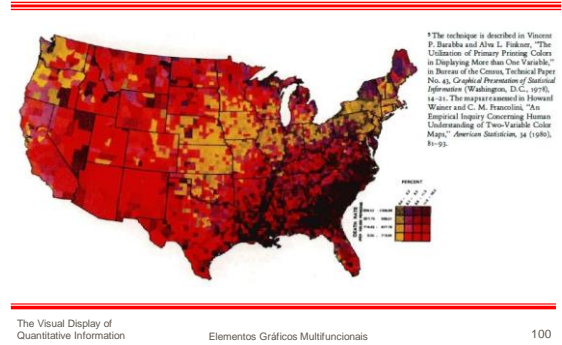 ⁵ The technique is described in Vincent
P. Barabba and Alva L. Finkner, "The
Utilization of Primary Printing Colors
in Displaying More than One Variable,"
in Bureau of the Census, Technical Paper
No. 43, Graphical Presentation of Statistical
Information (Washington, D.C., 1978),
14–21. The maps are assessed in Howard
Wainer and C. M. Francolini, "An
Empirical Inquiry Concerning Human
Understanding of Two-Variable Color
Maps," American Statistician, 34 (1980),
81–93.
PERCENT
DEATH RATE
The Visual Display of
Quantitative Information
Elementos Gráficos Multifuncionais
100